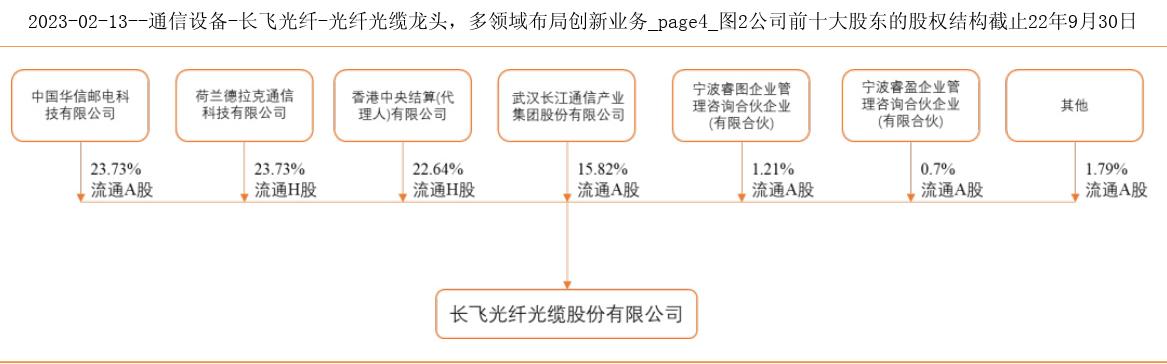 2023-02-13--通信设备-长飞光纤-光纤光缆龙头，多领域布局创新业务_page4_图2公司前十大股东的股权结构截止22年9月30日
中国华信邮电科
技有限公司
荷兰德拉克通信
科技有限公司
香港中央结算(代
理人)有限公司
武汉长江通信产业
集团股份有限公司
宁波睿图企业管
理咨询合伙企业
(有限合伙)
宁波睿盈企业管
理咨询合伙企业
(有限合伙)
其他
23.73%
流通A股
23.73%
流通H股
22.64%
流通H股
15.82%
流通A股
1.21%
流通A股
0.7%
流通A股
1.79%
流通A股
长飞光纤光缆股份有限公司